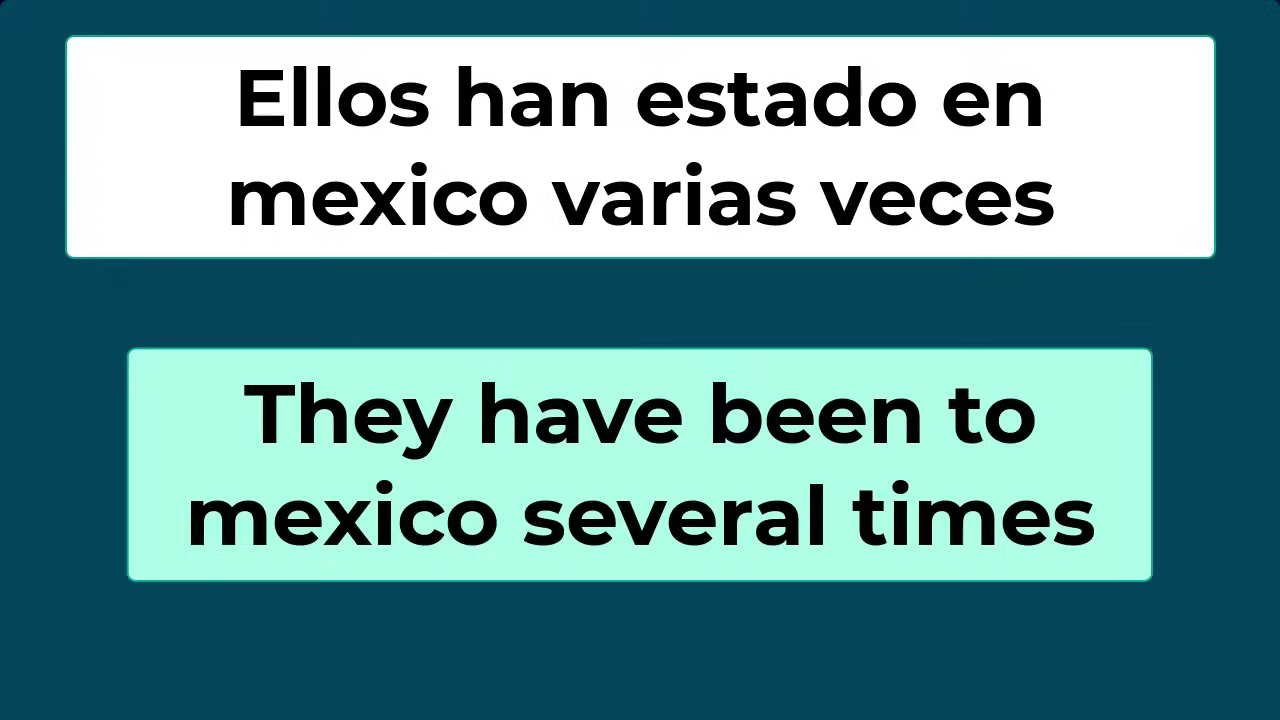 Ellos han estado en
mexico varias veces
They have been to
mexico several times